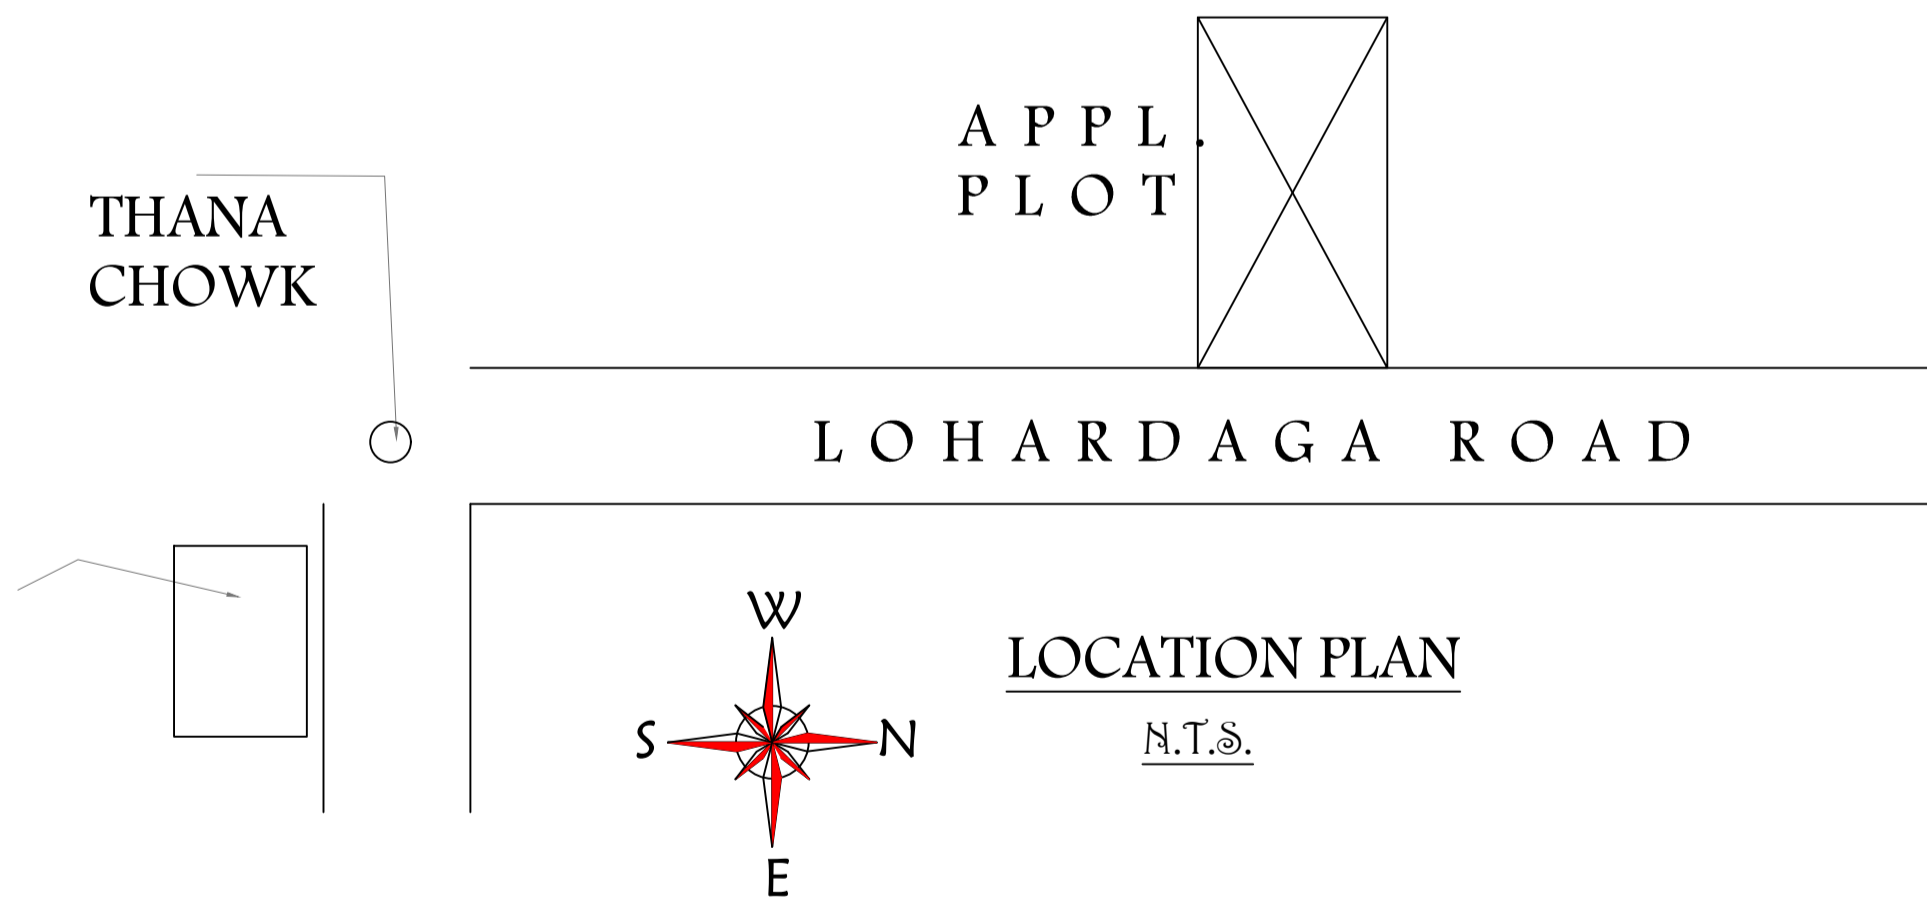 APPL.
PLOT
THANA
CHOWK
LOHARDAGA ROAD
W
S
N
E
LOCATION PLAN
N.T.S.